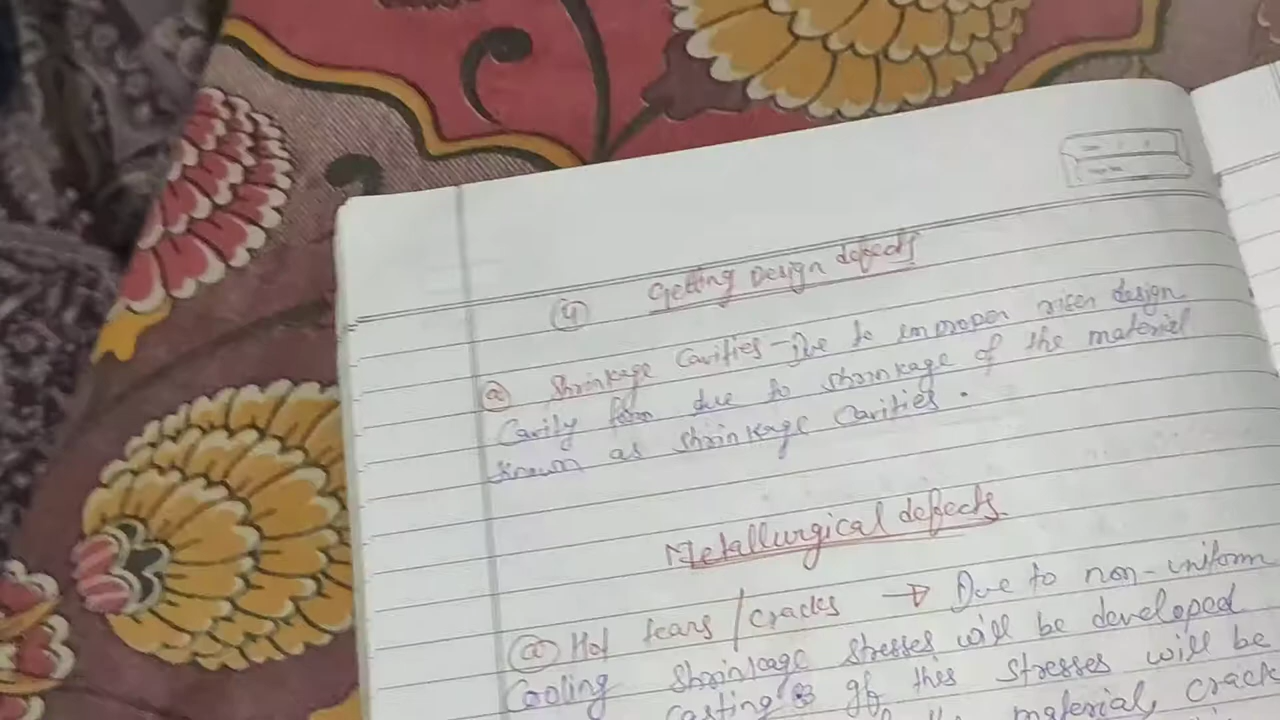 ④ Getting Design defects
ⓐ Shrinkage Cavities - Due to improper riser design
Cavity form due to shrinkage of the material
known as shrinkage Cavities.
Metallurgical defects.
ⓐ Hot tears / cracks → Due to non-uniform
Cooling shrinkage stresses will be developed
casting If this stresses will be
material, crack